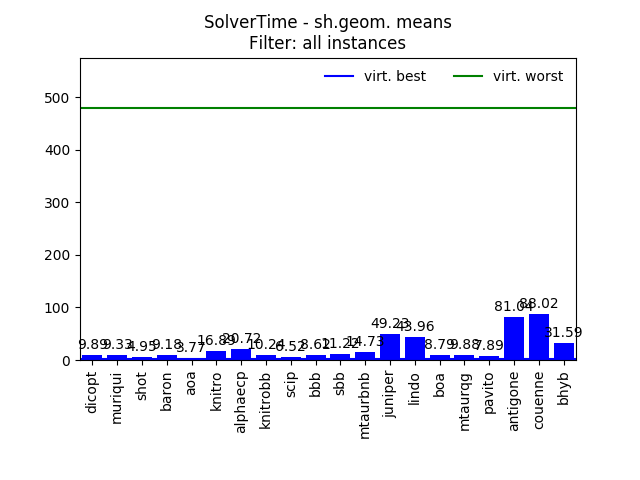 SolverTime - sh.geom. means
Filter: all instances
virt. best
virt. worst
500
400
300
200
100
0
9.89
9.33
4.95
9.18
3.77
16.89
20.72
10.24
6.52
8.62
11.22
14.73
49.23
43.96
8.79
9.88
7.89
81.04
88.02
31.59
dicopt
muriqui
shot
baron
aoa
knitro
alphaecp
knitrobb
scip
bbb
sbb
mtaurbnb
juniper
lindo
boa
mtaurqg
pavito
antigone
couenne
bhyb